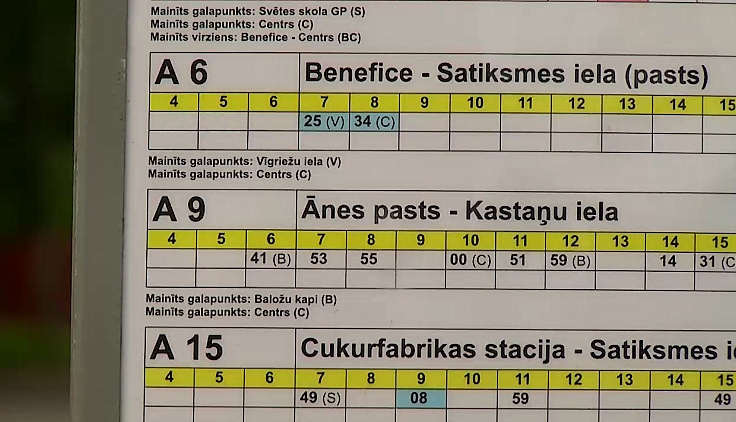 Mainīts galapunkts: Svētes skola GP (S)
Mainīts galapunkts: Centrs (C)
Mainīts virziens: Benefice - Centrs (BC)
A 6 Benefice - Satiksmes iela (pasts)
4 5 6 7 8 9 10 11 12 13 14 15
25 (V) 34 (C)
Mainīts galapunkts: Vīgriežu iela (V)
Mainīts galapunkts: Centrs (C)
A 9 Ānes pasts - Kastaņu iela
4 5 6 7 8 9 10 11 12 13 14 15
41 (B) 53 55 00 (C) 51 59 (B) 14 31 (C
Mainīts galapunkts: Baložu kapi (B)
Mainīts galapunkts: Centrs (C)
A 15 Cukurfabrikas stacija - Satiksmes ie
4 5 6 7 8 9 10 11 12 13 14 15
49 (S) 08 59 49